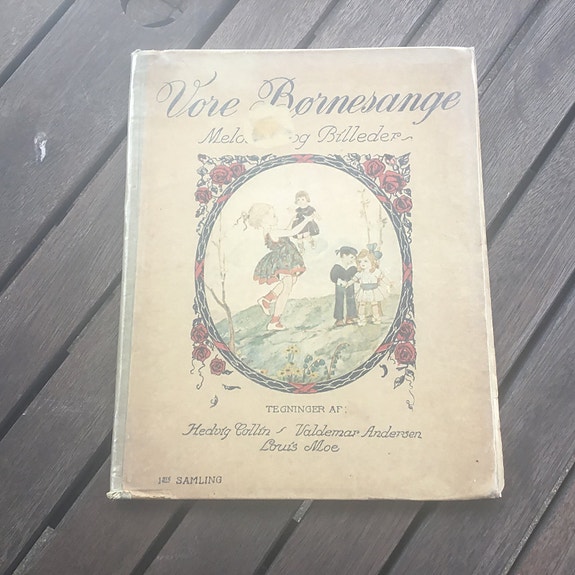 Vore Børnesange
og Billeder
TEGNINGER AF:
Hedvig Collin Valdemar Andersen
Louis Moe
1STE SAMLING